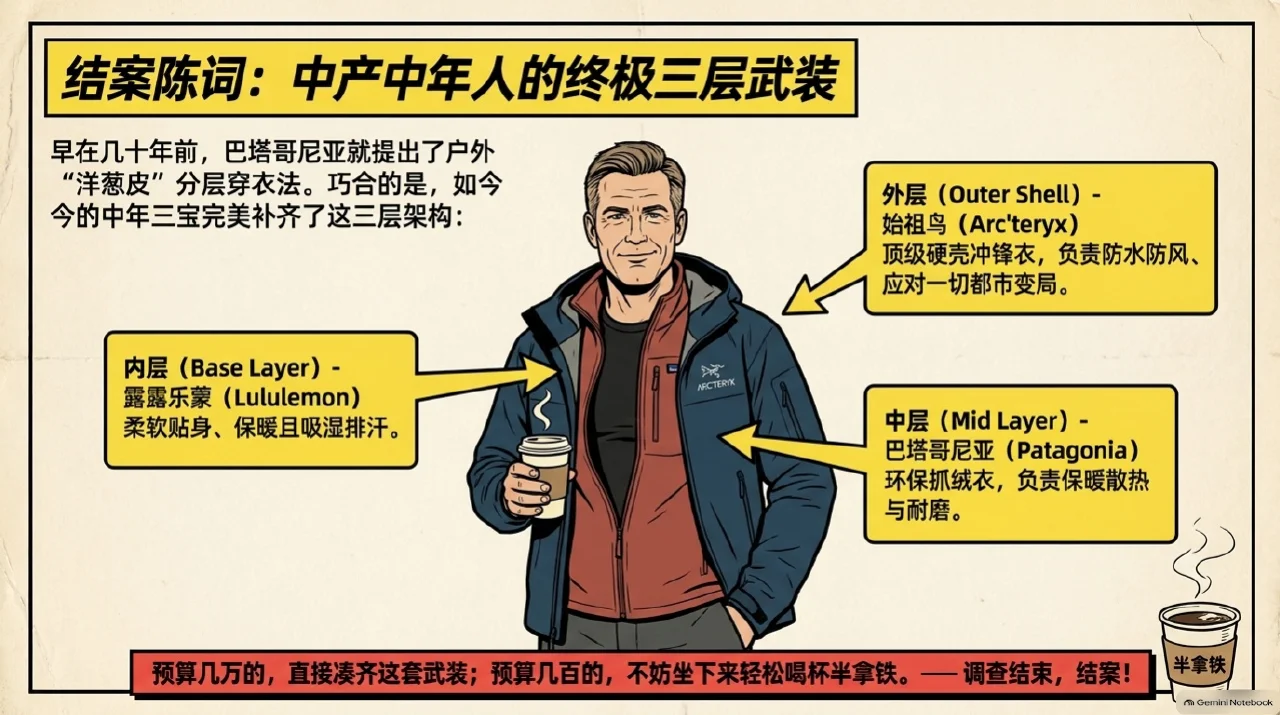 结案陈词：中产中年人的终极三层武装
早在几十年前，巴塔哥尼亚就提出了户外
“洋葱皮”分层穿衣法。巧合的是，如今
今的中年三宝完美补齐了这三层架构：
外层（Outer Shell）-
始祖鸟（Arc'teryx）
顶级硬壳冲锋衣，负责防水防风、
应对一切都市变局。
内层（Base Layer）-
露露乐蒙（Lululemon）
柔软贴身、保暖且吸湿排汗。
ARCTERYX
中层（Mid Layer）-
巴塔哥尼亚（Patagonia）
环保抓绒衣，负责保暖散热
与耐磨。
半拿铁
预算几万的，直接凑齐这套武装；预算几百的，不妨坐下来轻松喝杯半拿铁。—— 调查结束，结案！
Gemini Notebook